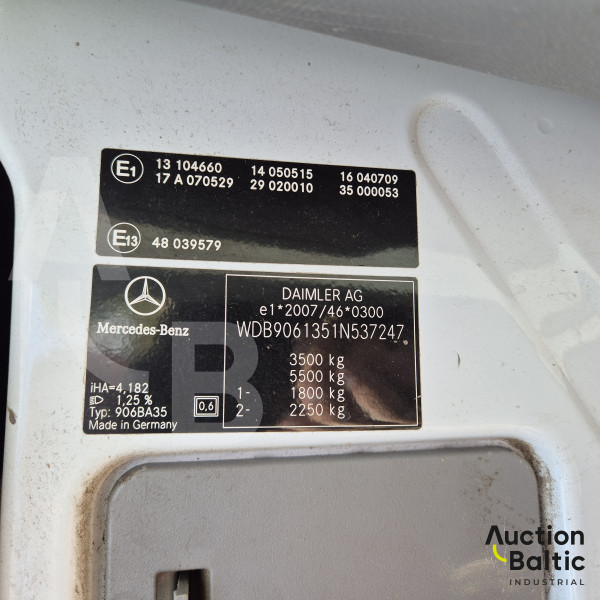 E1 13 104660 14 050515 16 040709
17 A 070529 29 020010 35 000053
E13 48 039579
Mercedes-Benz
iHA=4,182
1,25 %
Typ: 906BA35
Made in Germany
0,6
DAIMLER AG
e1*2007/46*0300
WDB9061351N537247
3500 kg
5500 kg
1- 1800 kg
2- 2250 kg
AB
Auction
Baltic
INDUSTRIAL